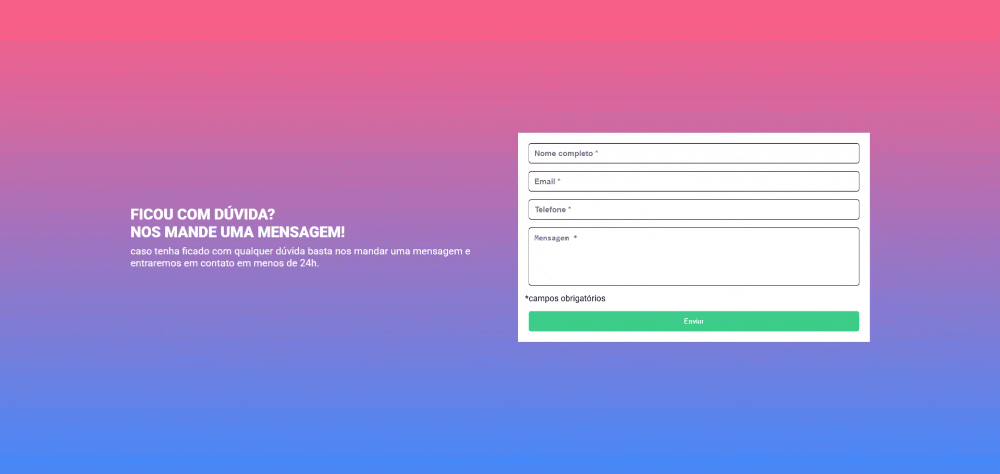 FICOU COM DÚVIDA?
NOS MANDE UMA MENSAGEM!
caso tenha ficado com qualquer dúvida basta nos mandar uma mensagem e
entraremos em contato em menos de 24h.
Nome completo *
Email *
Telefone *
Mensagem *
*campos obrigatórios
Enviar